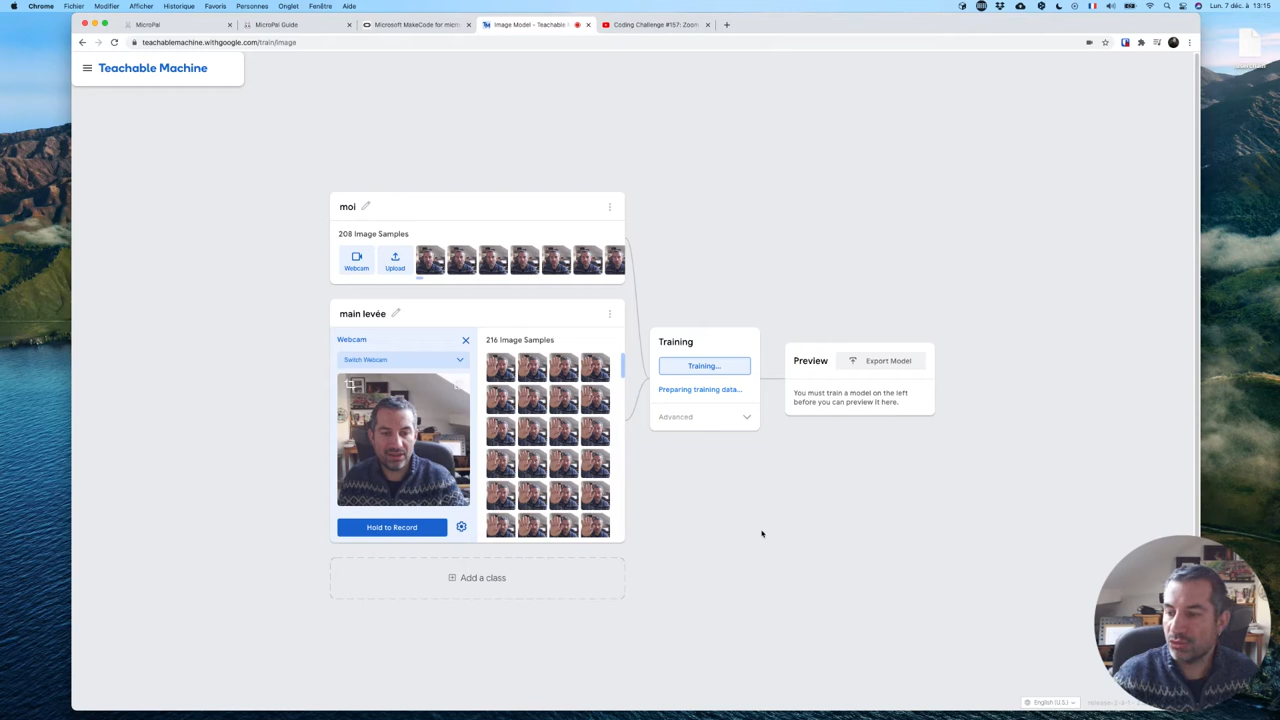 Chrome Fichier Modifier Afficher Historique Favoris Personnes Onglet Fenêtre Aide
Lun. 7 déc. à 13:15
MicroPal
MicroPal Guide
Microsoft MakeCode for micro
Image Model - Teachable
Coding Challenge #157: Zoom
teachablemachine.withgoogle.com/train/image
Teachable Machine
moi
208 Image Samples
Webcam
Upload
main levée
Webcam
216 Image Samples
Switch Webcam
Hold to Record
Add a class
Training
Training...
Preparing training data...
Advanced
Preview
Export Model
You must train a model on the left
before you can preview it here.
English (U.S.)